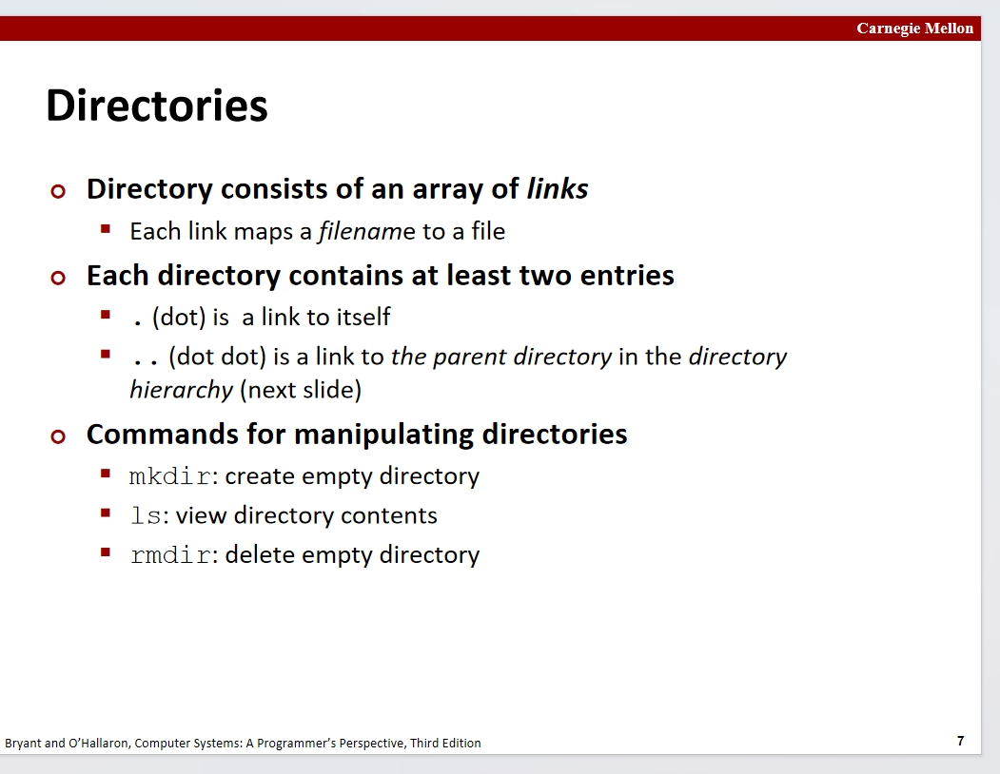 Carnegie Mellon
Directories
Directory consists of an array of links
Each link maps a filename to a file
Each directory contains at least two entries
. (dot) is  a link to itself
.. (dot dot) is a link to the parent directory in the directory
hierarchy (next slide)
Commands for manipulating directories
mkdir: create empty directory
ls: view directory contents
rmdir: delete empty directory
Bryant and O’Hallaron, Computer Systems: A Programmer’s Perspective, Third Edition
7